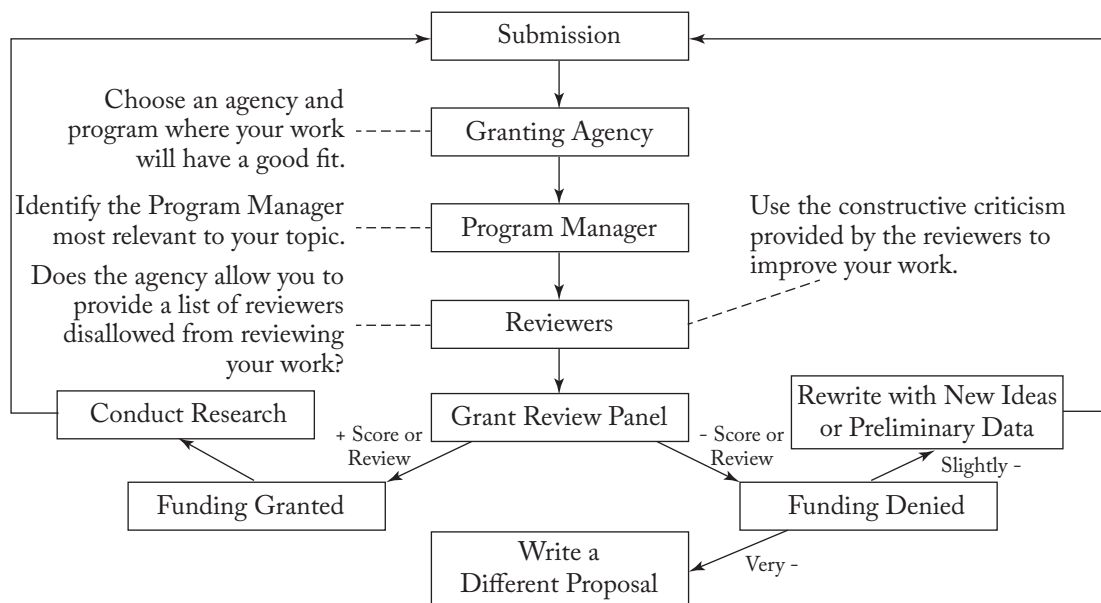 Submission
Choose an agency and
program where your work
will have a good fit.
Granting Agency
Identify the Program Manager
most relevant to your topic.
Program Manager
Use the constructive criticism
provided by the reviewers to
improve your work.
Does the agency allow you to
provide a list of reviewers
disallowed from reviewing
your work?
Reviewers
Conduct Research
Grant Review Panel
Rewrite with New Ideas
or Preliminary Data
+ Score or
Review
- Score or
Review
Slightly -
Funding Granted
Funding Denied
Write a
Different Proposal
Very -